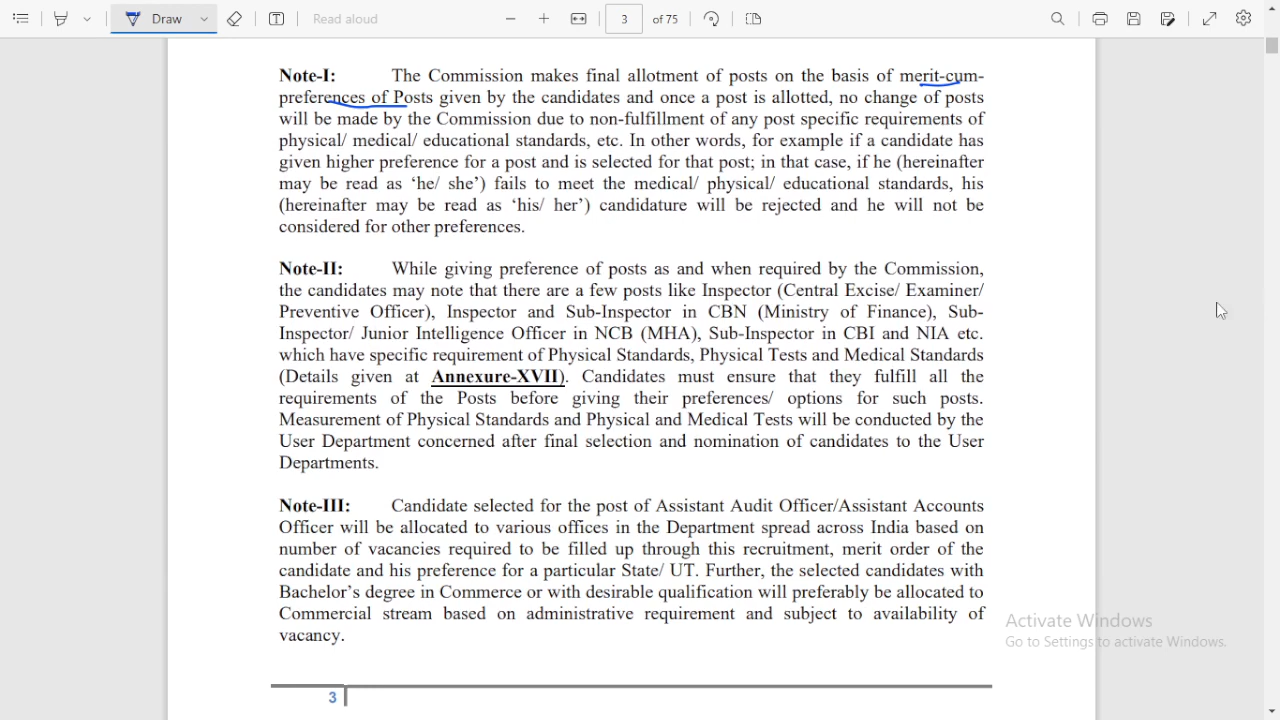 Draw
Read aloud
3
of 75
Note-I: The Commission makes final allotment of posts on the basis of merit-cum-
preferences of Posts given by the candidates and once a post is allotted, no change of posts
will be made by the Commission due to non-fulfillment of any post specific requirements of
physical/ medical/ educational standards, etc. In other words, for example if a candidate has
given higher preference for a post and is selected for that post; in that case, if he (hereinafter
may be read as ‘he/ she’) fails to meet the medical/ physical/ educational standards, his
(hereinafter may be read as ‘his/ her’) candidature will be rejected and he will not be
considered for other preferences.
Note-II: While giving preference of posts as and when required by the Commission,
the candidates may note that there are a few posts like Inspector (Central Excise/ Examiner/
Preventive Officer), Inspector and Sub-Inspector in CBN (Ministry of Finance), Sub-
Inspector/ Junior Intelligence Officer in NCB (MHA), Sub-Inspector in CBI and NIA etc.
which have specific requirement of Physical Standards, Physical Tests and Medical Standards
(Details given at Annexure-XVII). Candidates must ensure that they fulfill all the
requirements of the Posts before giving their preferences/ options for such posts.
Measurement of Physical Standards and Physical and Medical Tests will be conducted by the
User Department concerned after final selection and nomination of candidates to the User
Departments.
Note-III: Candidate selected for the post of Assistant Audit Officer/Assistant Accounts
Officer will be allocated to various offices in the Department spread across India based on
number of vacancies required to be filled up through this recruitment, merit order of the
candidate and his preference for a particular State/ UT. Further, the selected candidates with
Bachelor’s degree in Commerce or with desirable qualification will preferably be allocated to
Commercial stream based on administrative requirement and subject to availability of
vacancy.
Activate Windows
Go to Settings to activate Windows.
3